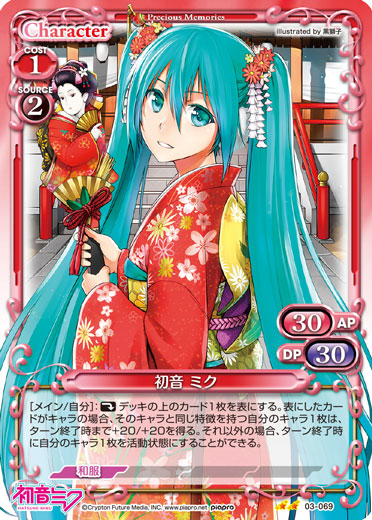 Precious Memories
Character
Illustrated by 黒獅子
COST
1
SOURCE
2
30 AP
DP 30
初音 ミク
[メイン/自分]: デッキの上のカード1枚を表にする。表にしたカー
ドがキャラの場合、そのキャラと同じ特徴を持つ自分のキャラ1枚は、
ターン終了時まで+20/+20を得る。それ以外の場合、ターン終了時
に自分のキャラ1枚を活動状態にすることができる。
和服
初音ミク
HATSUNE MIKU
©Crypton Future Media, INC. www.piapro.net piapro
03-069